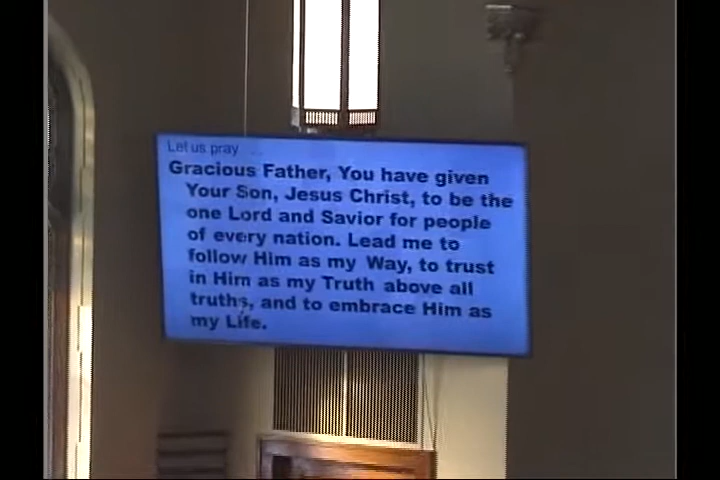 Let us pray ...
Gracious Father, You have given
Your Son, Jesus Christ, to be the
one Lord and Savior for people
of every nation. Lead me to
follow Him as my Way, to trust
in Him as my Truth above all
truths, and to embrace Him as
my Life.